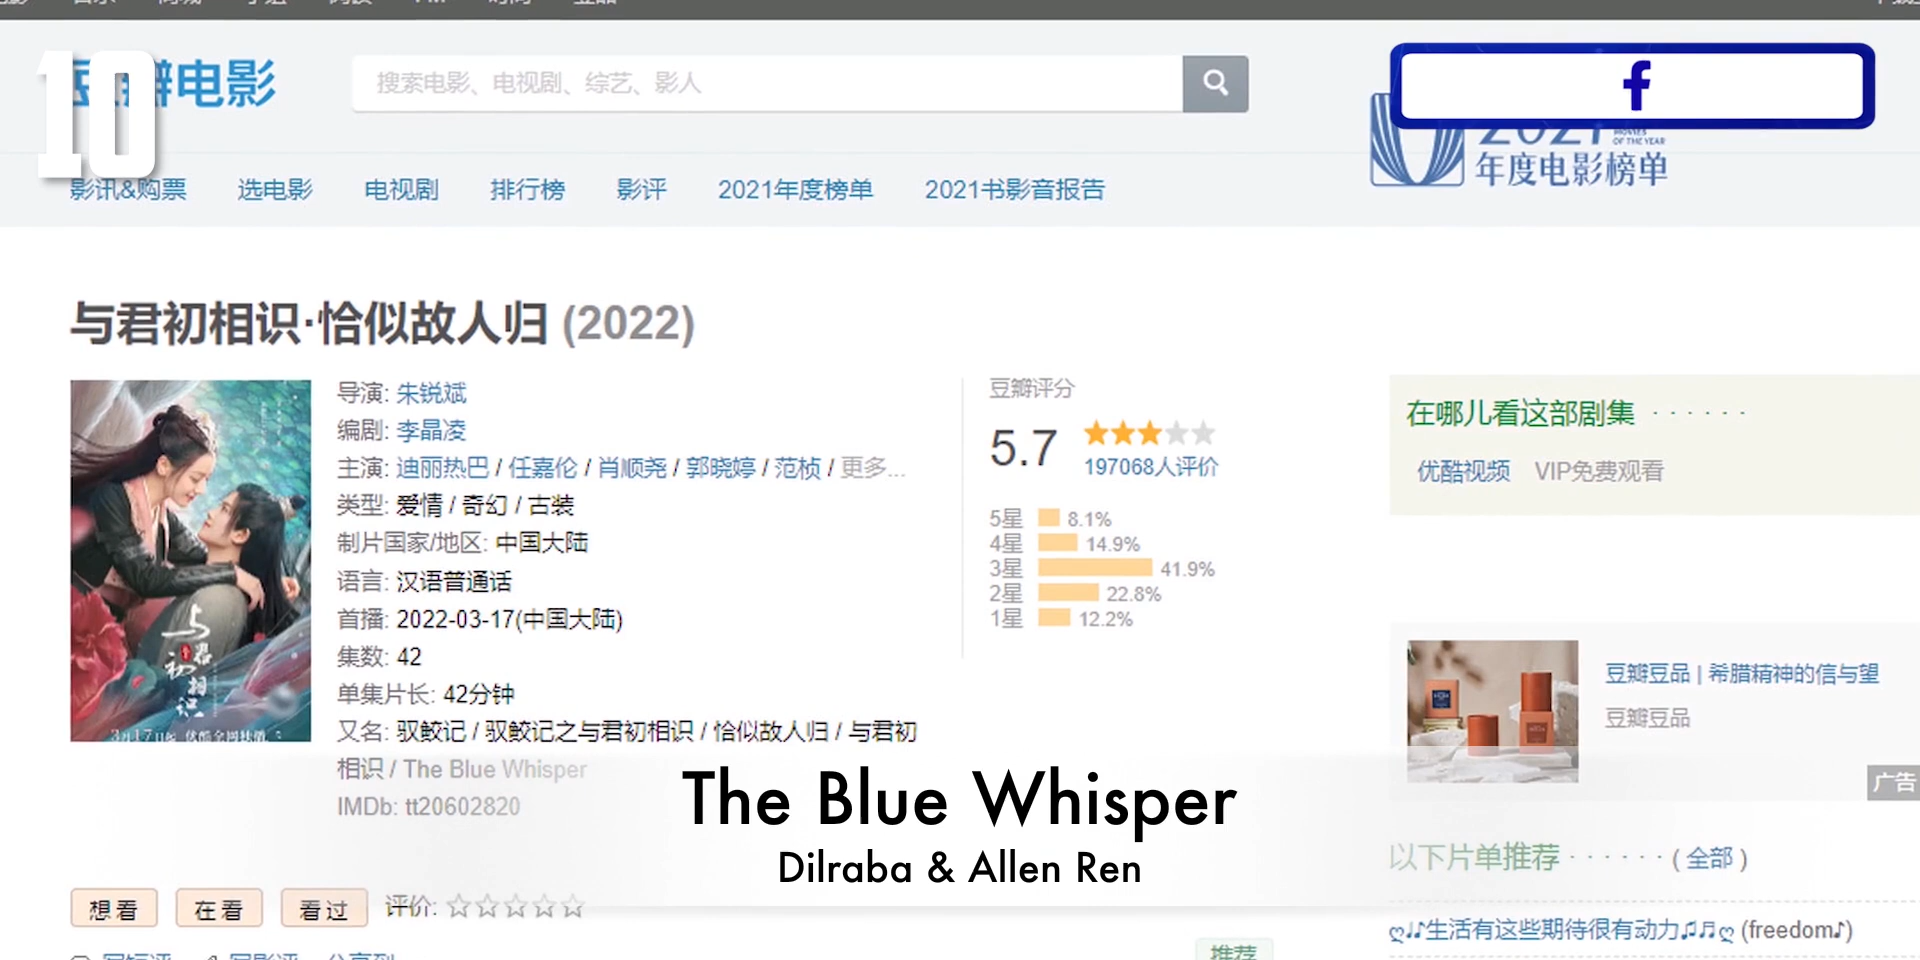 10
电影
搜索电影、电视剧、综艺、影人
f
2021 MOVIES OF THE YEAR
年度电影榜单
影讯&购票 选电影 电视剧 排行榜 影评 2021年度榜单 2021书影音报告
与君初相识·恰似故人归 (2022)
导演: 朱锐斌
编剧: 李晶凌
主演: 迪丽热巴 / 任嘉伦 / 肖顺尧 / 郭晓婷 / 范桢 / 更多...
类型: 爱情 / 奇幻 / 古装
制片国家/地区: 中国大陆
语言: 汉语普通话
首播: 2022-03-17(中国大陆)
集数: 42
单集片长: 42分钟
又名: 驭鲛记 / 驭鲛记之与君初相识 / 恰似故人归 / 与君初
相识 / The Blue Whisper
IMDb: tt20602820
与君初相识
豆瓣评分
5.7
197068人评价
5星 8.1%
4星 14.9%
3星 41.9%
2星 22.8%
1星 12.2%
在哪儿看这部剧集 · · · · · ·
优酷视频 VIP免费观看
豆瓣豆品 | 希腊精神的信与望
豆瓣豆品
广告
The Blue Whisper
Dilraba & Allen Ren
以下片单推荐 · · · · · · ( 全部 )
想看 在看 看过 评价:
ღ♩♪生活有这些期待很有动力♫♬ღ (freedom♪)
推荐